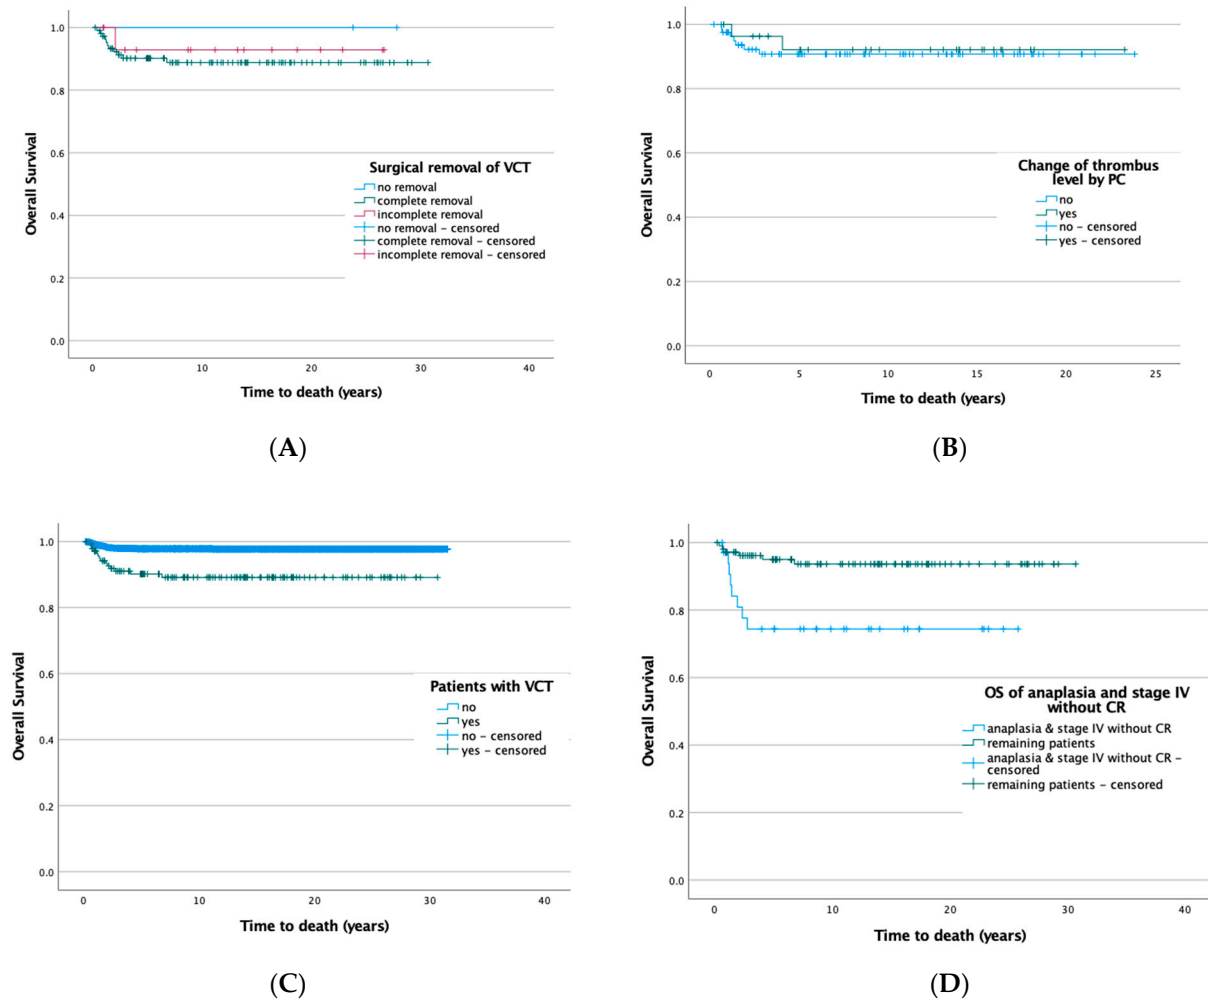 1.0
0.8
0.6
0.4
0.2
0.0
Overall Survival
Surgical removal of VCT
no removal
complete removal
incomplete removal
no removal – censored
complete removal – censored
incomplete removal – censored
0 10 20 30 40
Time to death (years)
(A)
1.0
0.8
0.6
0.4
0.2
0.0
Overall Survival
Change of thrombus
level by PC
no
yes
no – censored
yes – censored
0 5 10 15 20 25
Time to death (years)
(B)
1.0
0.8
0.6
0.4
0.2
0.0
Overall Survival
Patients with VCT
no
yes
no – censored
yes – censored
0 10 20 30 40
Time to death (years)
(C)
1.0
0.8
0.6
0.4
0.2
0.0
Overall Survival
OS of anaplasia and stage IV
without CR
anaplasia & stage IV without CR
remaining patients
anaplasia & stage IV without CR –
censored
remaining patients – censored
0 10 20 30 40
Time to death (years)
(D)